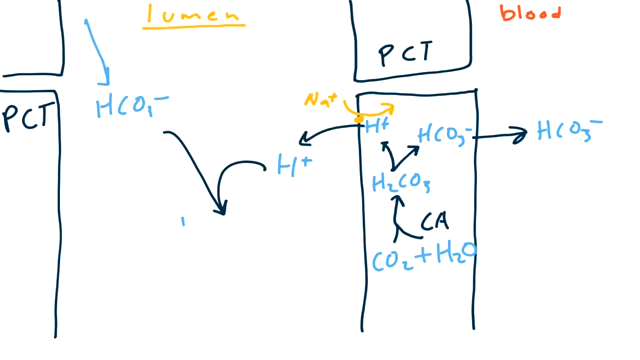 lumen
blood
PCT
HCO3-
PCT
Na+
H+
HCO3-
HCO3-
H+
H2CO3
CA
CO2+H2O